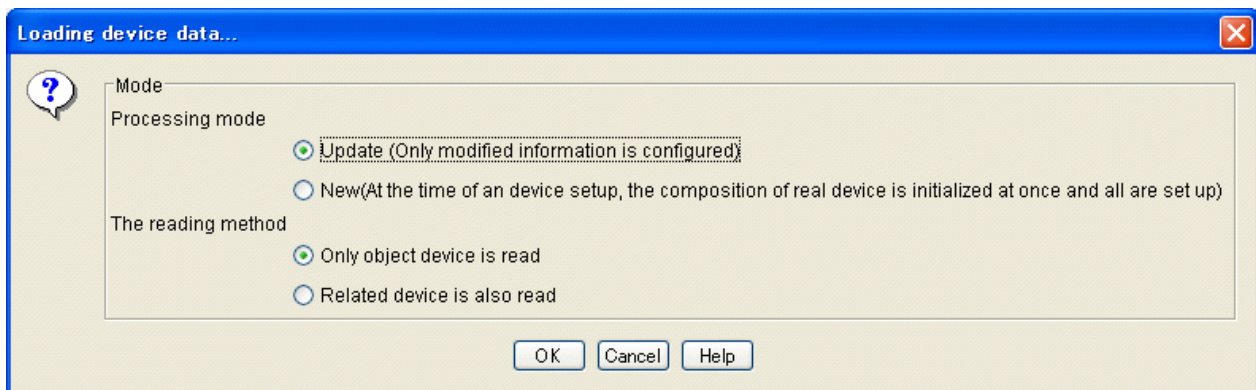 Loading device data...
Mode
Processing mode
Update (Only modified information is configured)
New(At the time of an device setup, the composition of real device is initialized at once and all are set up)
The reading method
Only object device is read
Related device is also read
OK Cancel Help